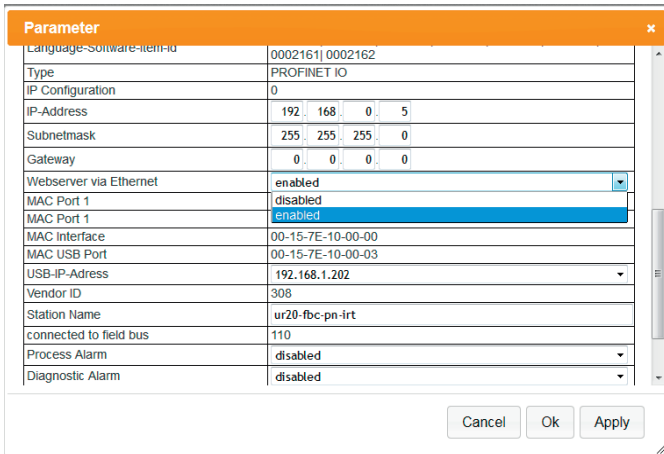 Parameter
Language-Software-Item-Id
0002161| 0002162
Type PROFINET IO
IP Configuration 0
IP-Address 192. 168. 0. 5
Subnetmask 255. 255. 255. 0
Gateway 0. 0. 0. 0
Webserver via Ethernet enabled
MAC Port 1 disabled
MAC Port 1 enabled
MAC Interface 00-15-7E-10-00-00
MAC USB Port 00-15-7E-10-00-03
USB-IP-Adress 192.168.1.202
Vendor ID 308
Station Name ur20-fbc-pn-irt
connected to field bus 110
Process Alarm disabled
Diagnostic Alarm disabled
Cancel Ok Apply